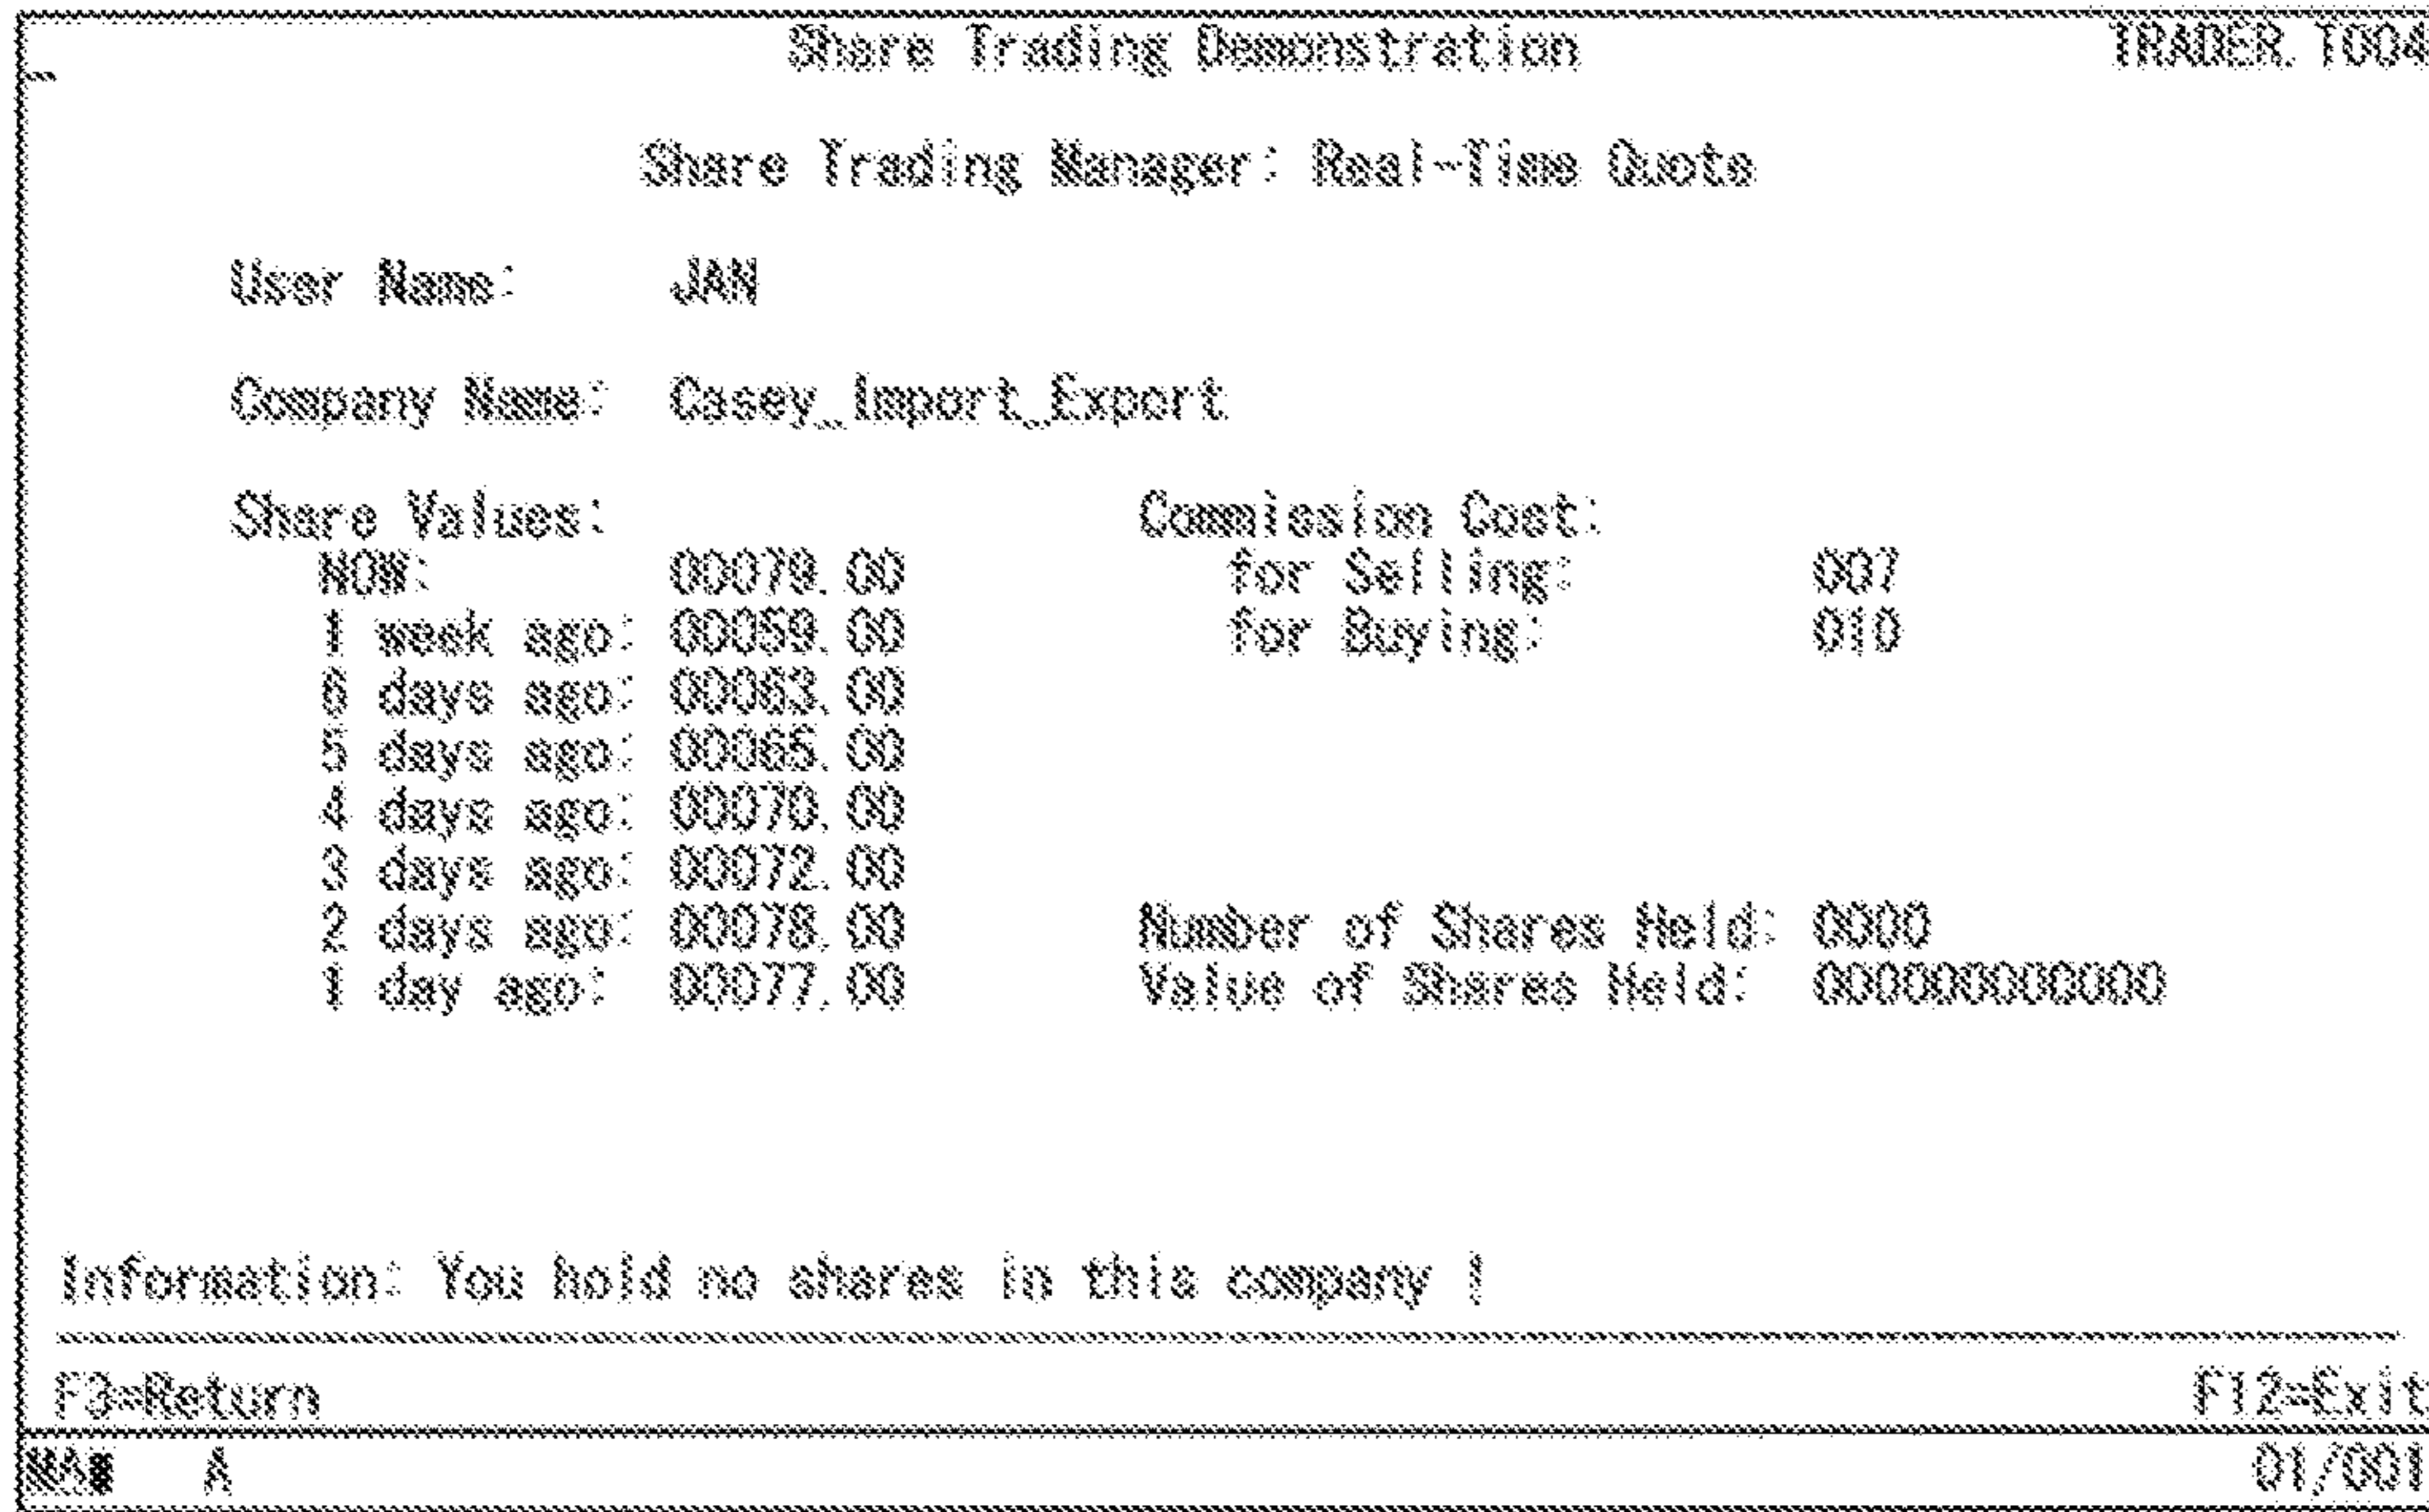 Share Trading Demonstration TRADER.T004
Share Trading Manager: Real-Time Quote
User Name: JAN
Company Name: Casey_Import_Export
Share Values: Commission Cost:
NOW: 00079.00 for Selling: 007
1 week ago: 00059.00 for Buying: 010
6 days ago: 00063.00
5 days ago: 00065.00
4 days ago: 00070.00
3 days ago: 00072.00
2 days ago: 00078.00 Number of Shares Held: 0000
1 day ago: 00077.00 Value of Shares Held: 000000000000
Information: You hold no shares in this company !
F3=Return F12=Exit
MA A 01/001